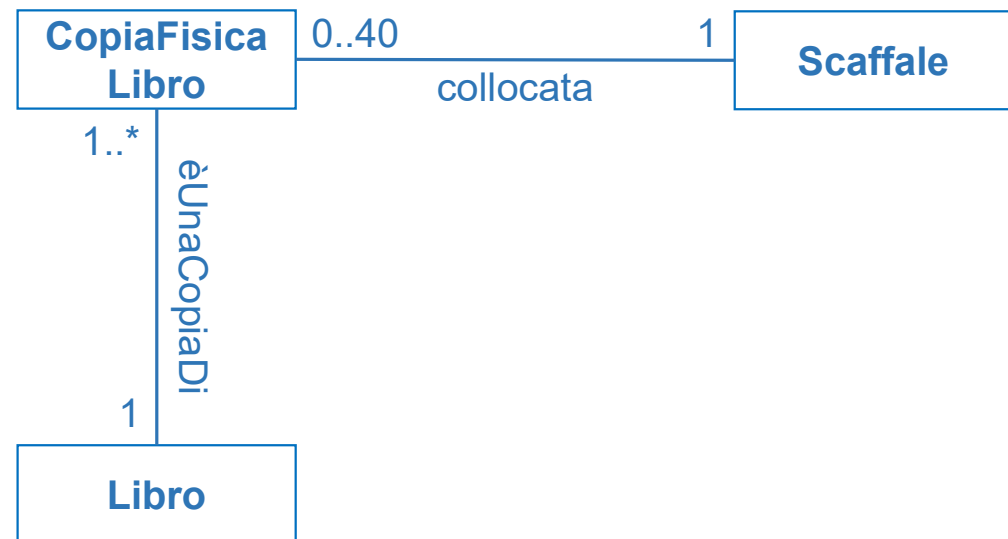 CopiaFisica
Libro
0..40
1
collocata
Scaffale
1..*
èUnaCopiaDi
1
Libro